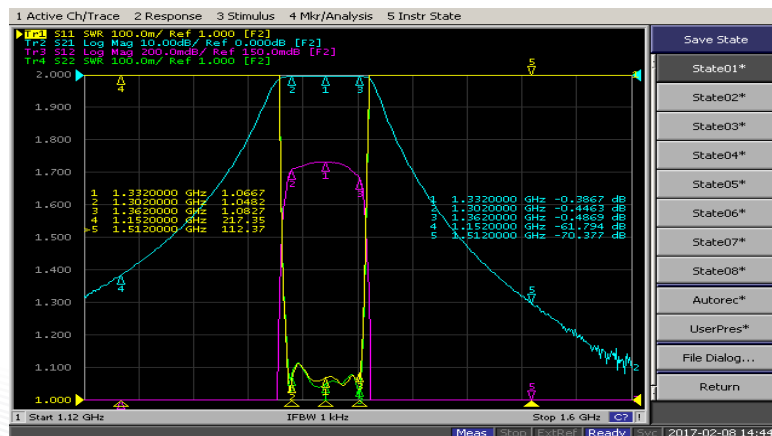 1 Active Ch/Trace 2 Response 3 Stimulus 4 Mkr/Analysis 5 Instr State
Tr1 S11 SWR 100.0m/ Ref 1.000 [F2]
Tr2 S21 Log Mag 10.00dB/ Ref 0.000dB [F2]
Tr3 S12 Log Mag 200.0mdB/ Ref 150.0mdB [F2]
Tr4 S22 SWR 100.0m/ Ref 1.000 [F2]
2.000
1.900
1.800
1.700
1.600
1.500
1.400
1.300
1.200
1.100
1.000
1 1.3320000 GHz 1.0667
2 1.3020000 GHz 1.0482
3 1.3620000 GHz 1.0827
4 1.1520000 GHz 217.35
>5 1.5120000 GHz 112.37
1 1.3320000 GHz -0.3867 dB
2 1.3020000 GHz -0.4463 dB
3 1.3620000 GHz -0.4869 dB
4 1.1520000 GHz -61.794 dB
5 1.5120000 GHz -70.377 dB
1 Start 1.12 GHz IFBW 1 kHz Stop 1.6 GHz C? !
Save State
State01*
State02*
State03*
State04*
State05*
State06*
State07*
State08*
Autorec*
UserPres*
File Dialog...
Return
Meas Stop ExtRef Ready Svc 2017-02-08 14:44